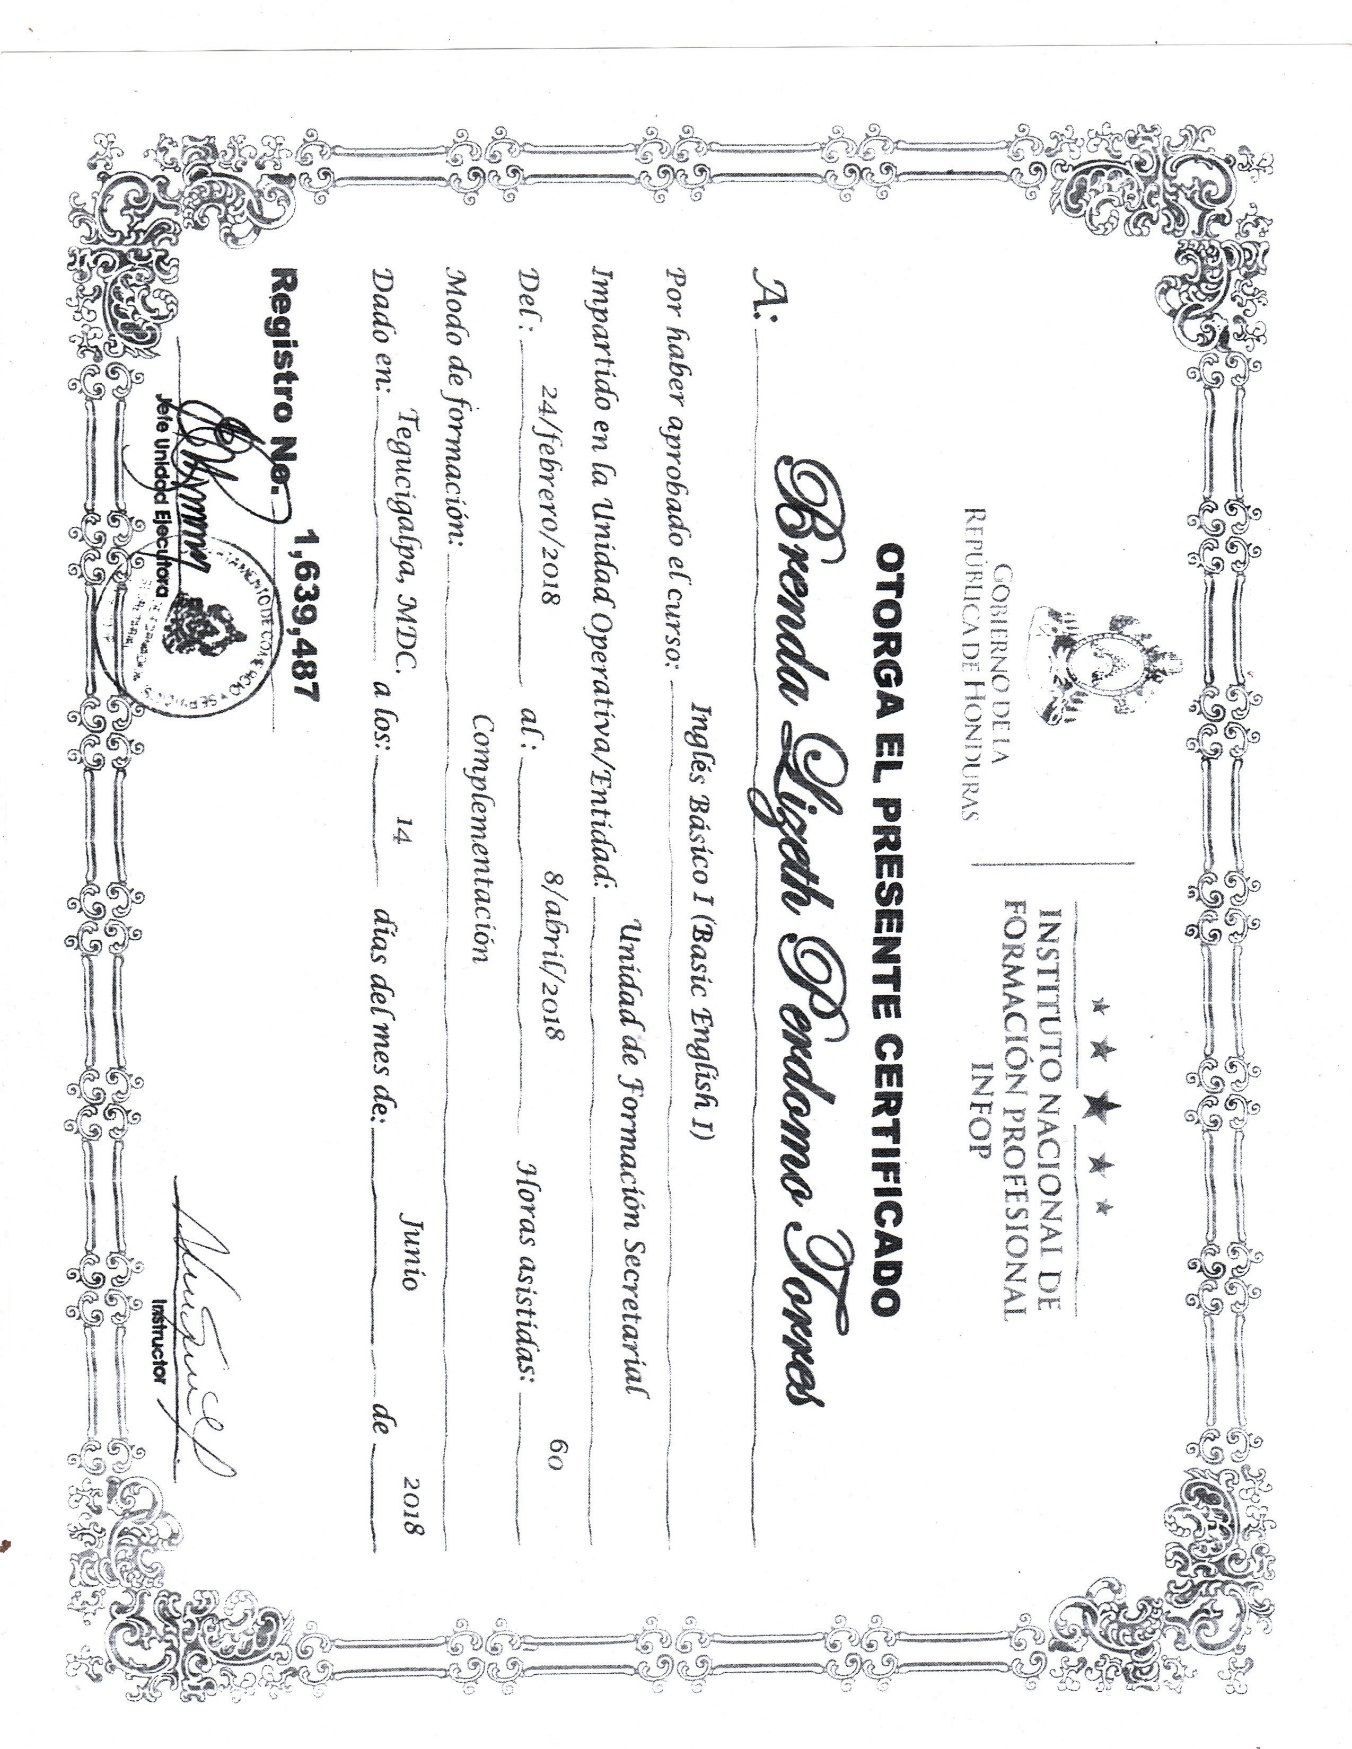 GOBIERNO DE LA
REPÚBLICA DE HONDURAS
INSTITUTO NACIONAL DE
FORMACIÓN PROFESIONAL
INFOP
OTORGA EL PRESENTE CERTIFICADO
A: Brenda Lizeth Perdomo Torres
Por haber aprobado el curso: Inglés Básico I (Basic English I)
Impartido en la Unidad Operativa/Entidad: Unidad de Formación Secretarial
Del: 24/febrero/2018 al: 8/abril/2018 Horas asistidas: 60
Modo de formación: Complementación
Dado en: Tegucigalpa, MDC. a los: 14 días del mes de: Junio de 2018
Registro No. 1,639,487
Jefe Unidad Ejecutora
Instructor